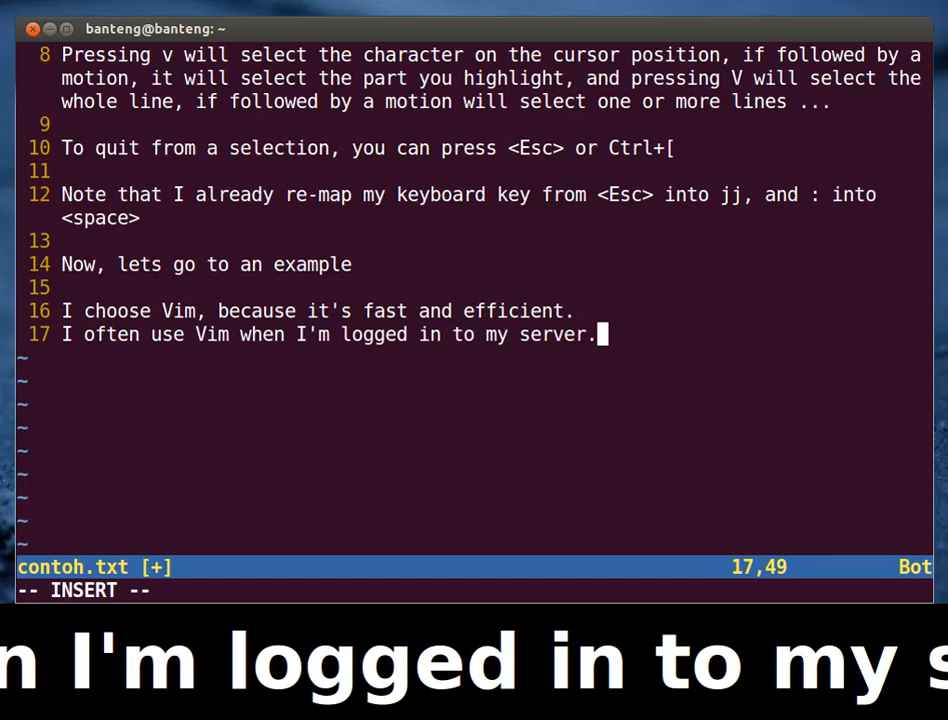 banteng@banteng: ~
8 Pressing v will select the character on the cursor position, if followed by a
motion, it will select the part you highlight, and pressing V will select the
whole line, if followed by a motion will select one or more lines ...
9
10 To quit from a selection, you can press <Esc> or Ctrl+[
11
12 Note that I already re-map my keyboard key from <Esc> into jj, and : into
<space>
13
14 Now, lets go to an example
15
16 I choose Vim, because it's fast and efficient.
17 I often use Vim when I'm logged in to my server.
~
~
~
~
~
~
~
~
~
contoh.txt [+] 17,49 Bot
-- INSERT --
n I'm logged in to my s